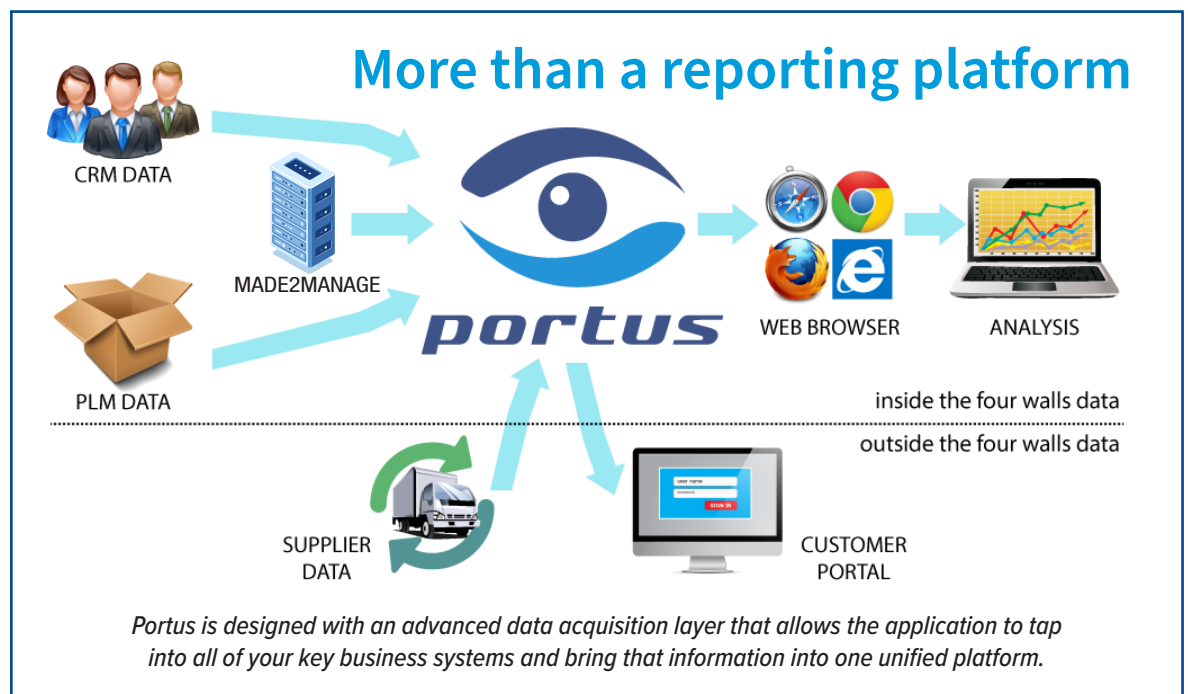 More than a reporting platform
CRM DATA
MADE2MANAGE
PLM DATA
portus
WEB BROWSER
ANALYSIS
inside the four walls data
outside the four walls data
SUPPLIER
DATA
SIGN IN
CUSTOMER
PORTAL
Portus is designed with an advanced data acquisition layer that allows the application to tap
into all of your key business systems and bring that information into one unified platform.